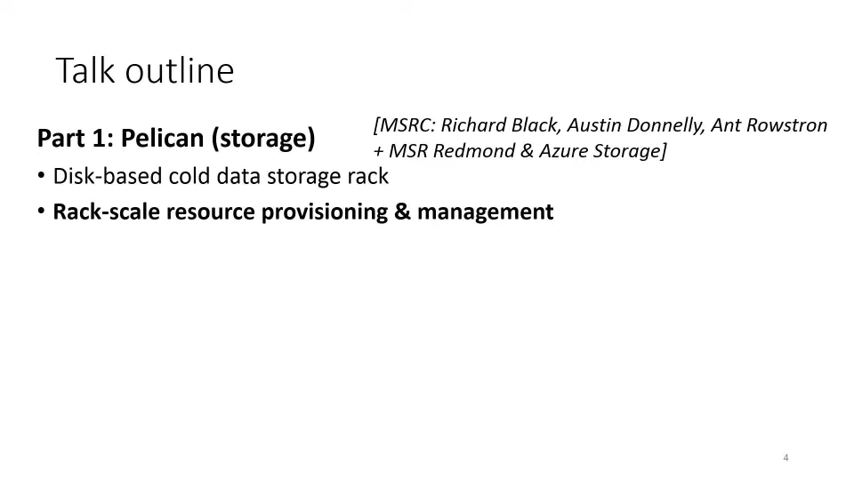 Talk outline
Part 1: Pelican (storage)
[MSRC: Richard Black, Austin Donnelly, Ant Rowstron
+ MSR Redmond & Azure Storage]
• Disk-based cold data storage rack
• Rack-scale resource provisioning & management
4